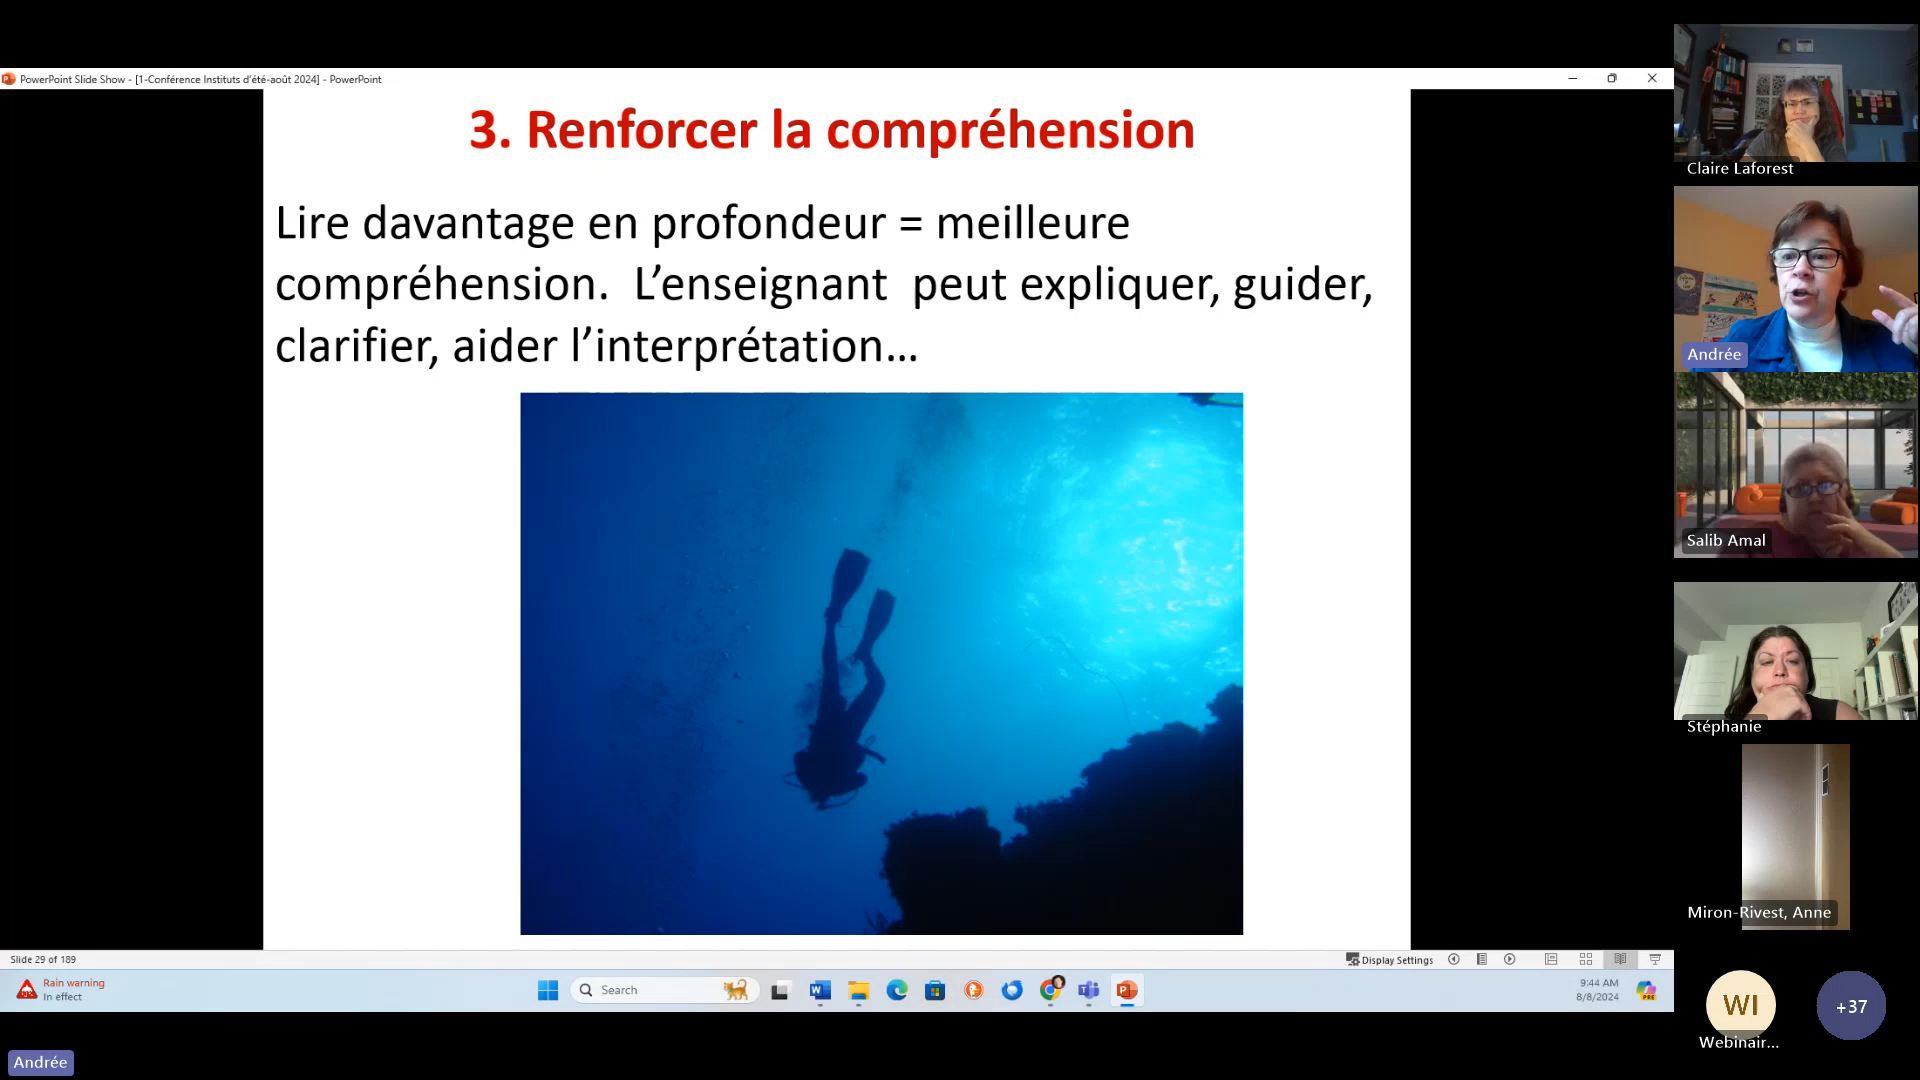 PowerPoint Slide Show - [1-Conférence Instituts d'été-août 2024] - PowerPoint
3. Renforcer la compréhension
Lire davantage en profondeur = meilleure
compréhension.  L’enseignant  peut expliquer, guider,
clarifier, aider l’interprétation…
Slide 29 of 189
Display Settings
Rain warning
In effect
Search
9:44 AM
8/8/2024
PRE
Claire Laforest
Andrée
Salib Amal
Stéphanie
Miron-Rivest, Anne
WI
Webinair...
+37
Andrée